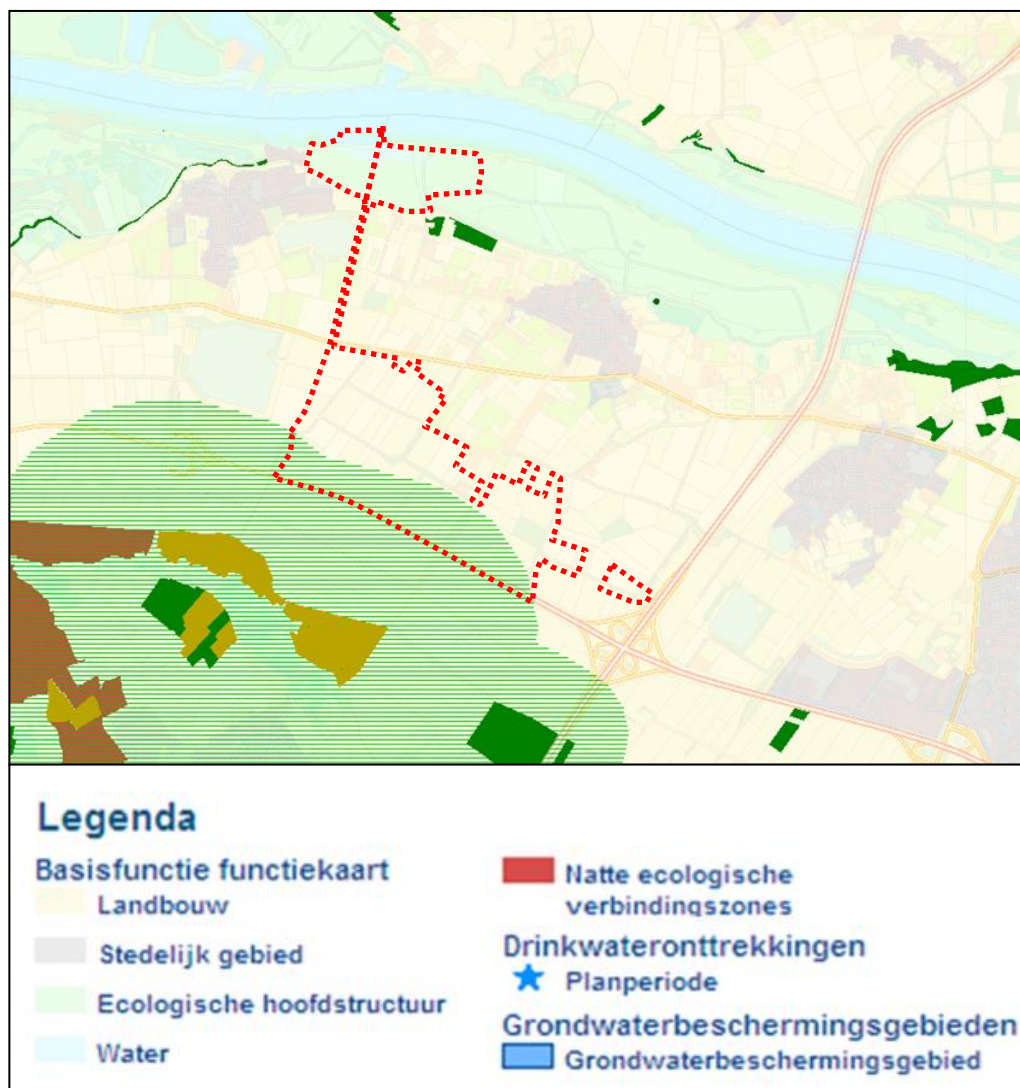 Legenda
Basisfunctie functiekaart
Landbouw
Stedelijk gebied
Ecologische hoofdstructuur
Water
Natte ecologische
verbindingszones
Drinkwateronttrekkingen
Planperiode
Grondwaterbeschermingsgebieden
Grondwaterbeschermingsgebied